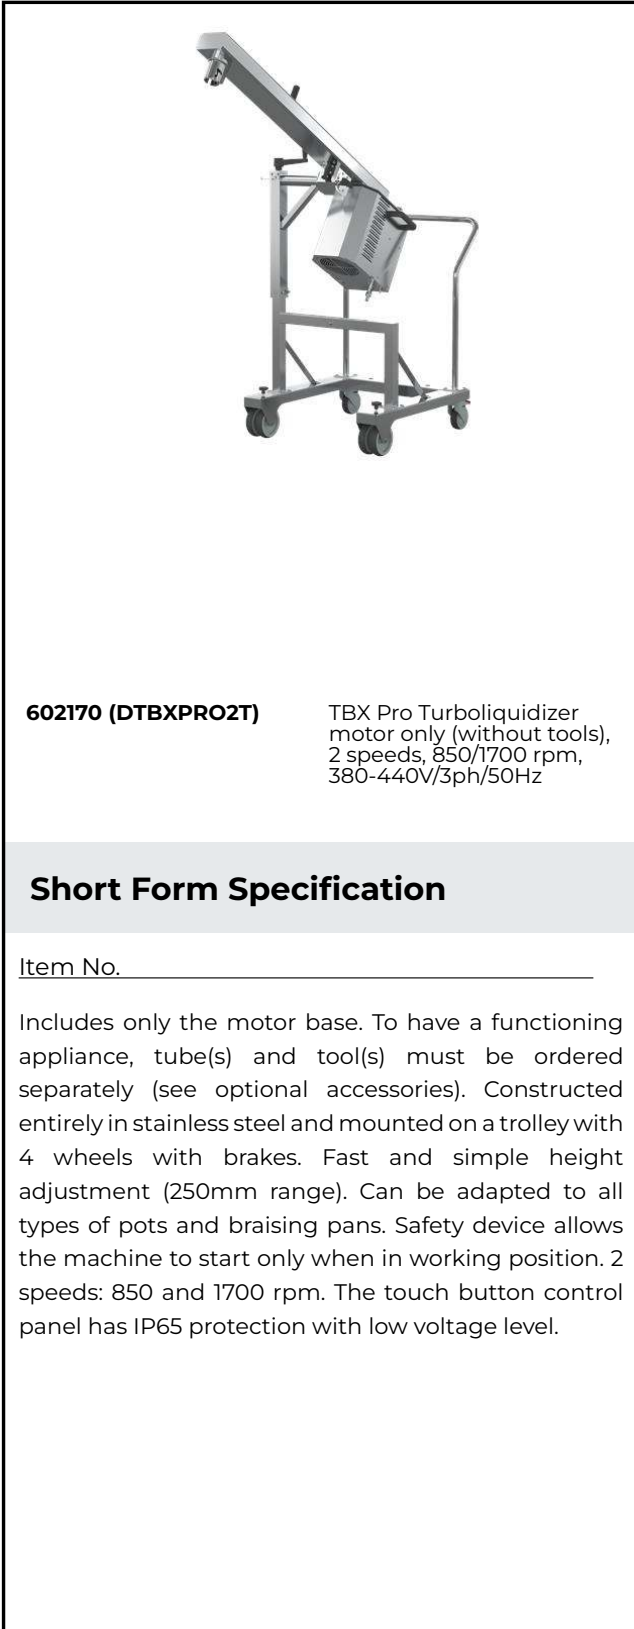 602170 (DTBXPRO2T)
TBX Pro Turboliquidizer
motor only (without tools),
2 speeds, 850/1700 rpm,
380-440V/3ph/50Hz
Short Form Specification
Item No.
Includes only the motor base. To have a functioning
appliance, tube(s) and tool(s) must be ordered
separately (see optional accessories). Constructed
entirely in stainless steel and mounted on a trolley with
4 wheels with brakes. Fast and simple height
adjustment (250mm range). Can be adapted to all
types of pots and braising pans. Safety device allows
the machine to start only when in working position. 2
speeds: 850 and 1700 rpm. The touch button control
panel has IP65 protection with low voltage level.